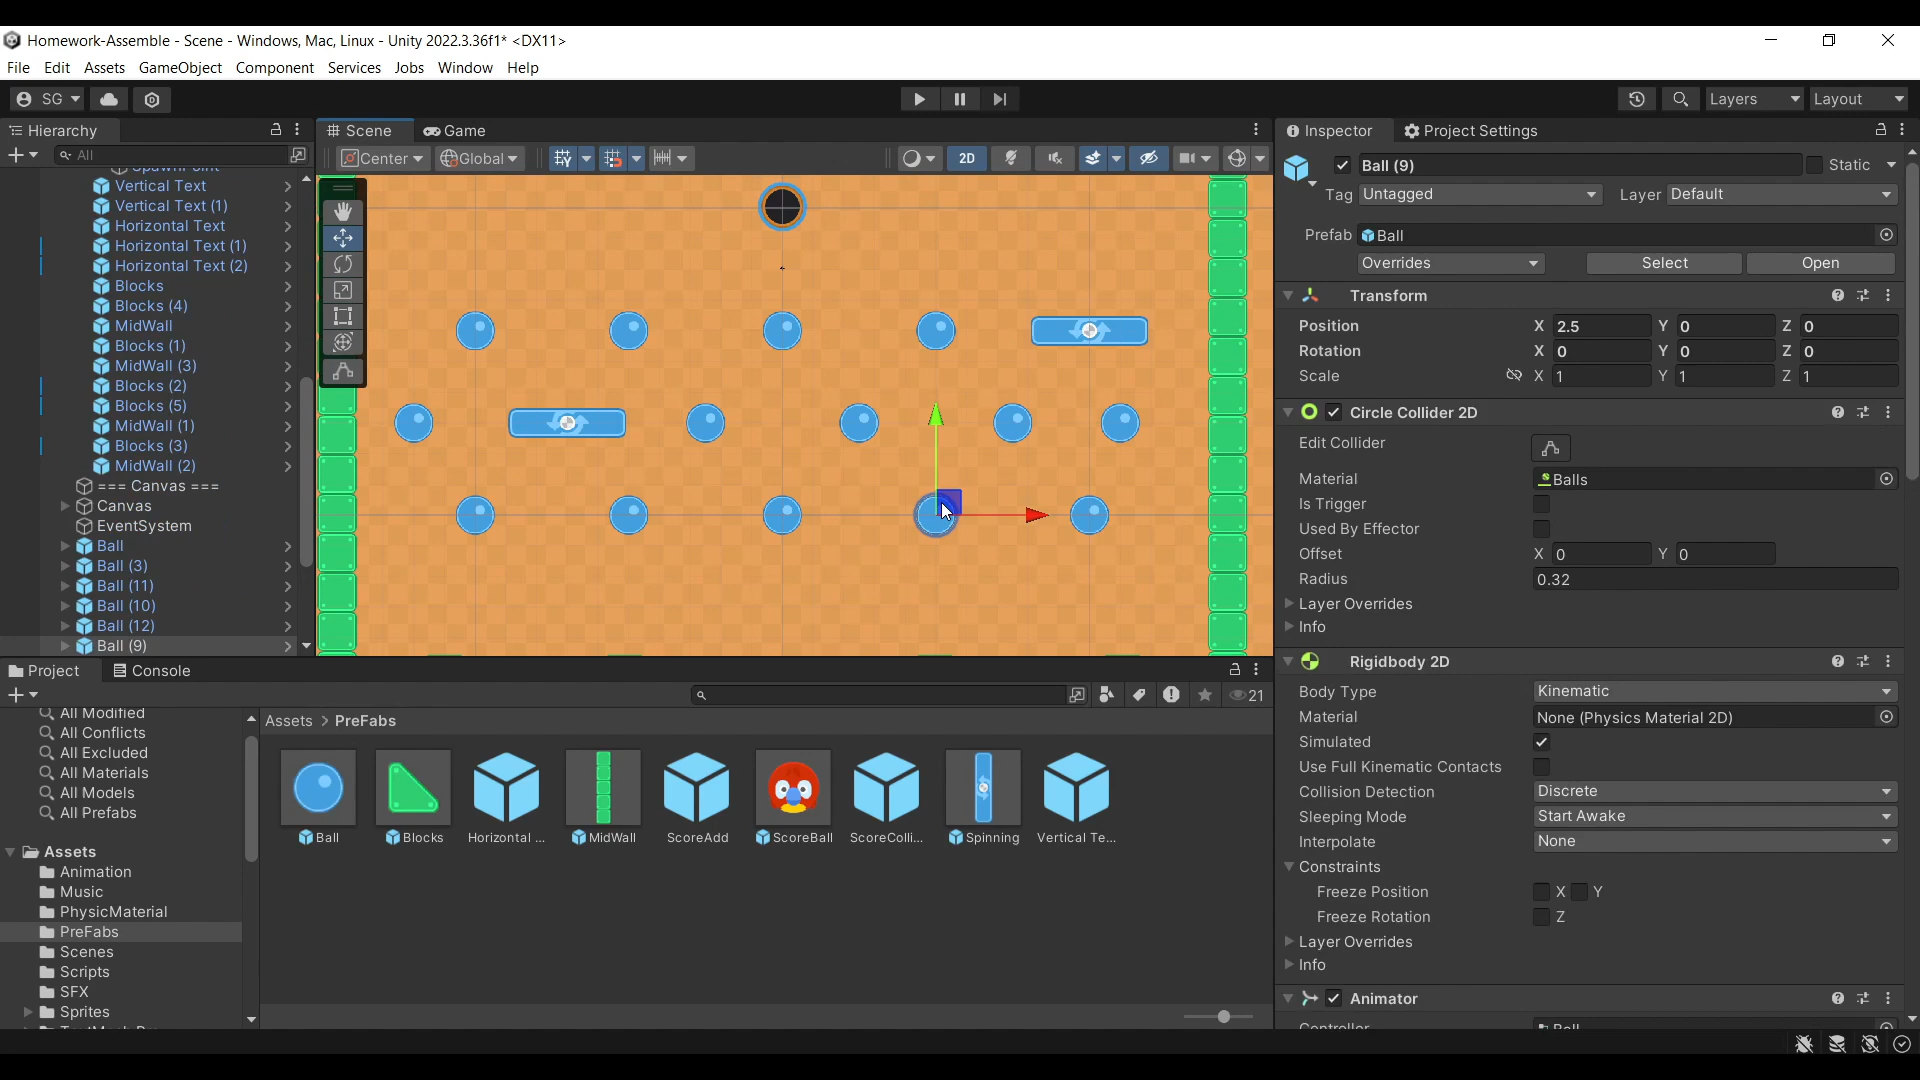 Homework-Assemble - Scene - Windows, Mac, Linux - Unity 2022.3.36f1* <DX11>
File Edit Assets GameObject Component Services Jobs Window Help
SG
Layers
Layout
Hierarchy
All
SpawnPoint
Vertical Text
Vertical Text (1)
Horizontal Text
Horizontal Text (1)
Horizontal Text (2)
Blocks
Blocks (4)
MidWall
Blocks (1)
MidWall (3)
Blocks (2)
Blocks (5)
MidWall (1)
Blocks (3)
MidWall (2)
=== Canvas ===
Canvas
EventSystem
Ball
Ball (3)
Ball (11)
Ball (10)
Ball (12)
Ball (9)
Scene
Game
Center
Global
2D
Inspector
Project Settings
Ball (9)
Static
Tag Untagged
Layer Default
Prefab Ball
Overrides
Select
Open
Transform
Position X 2.5 Y 0 Z 0
Rotation X 0 Y 0 Z 0
Scale X 1 Y 1 Z 1
Circle Collider 2D
Edit Collider
Material Balls
Is Trigger
Used By Effector
Offset X 0 Y 0
Radius 0.32
Layer Overrides
Info
Rigidbody 2D
Body Type Kinematic
Material None (Physics Material 2D)
Simulated
Use Full Kinematic Contacts
Collision Detection Discrete
Sleeping Mode Start Awake
Interpolate None
Constraints
Freeze Position X Y
Freeze Rotation Z
Layer Overrides
Info
Animator
Controller Ball
Project
Console
21
All Modified
All Conflicts
All Excluded
All Materials
All Models
All Prefabs
Assets
Animation
Music
PhysicMaterial
PreFabs
Scenes
Scripts
SFX
Sprites
Assets > PreFabs
Ball
Blocks
Horizontal ...
MidWall
ScoreAdd
ScoreBall
ScoreColli...
Spinning
Vertical Te...